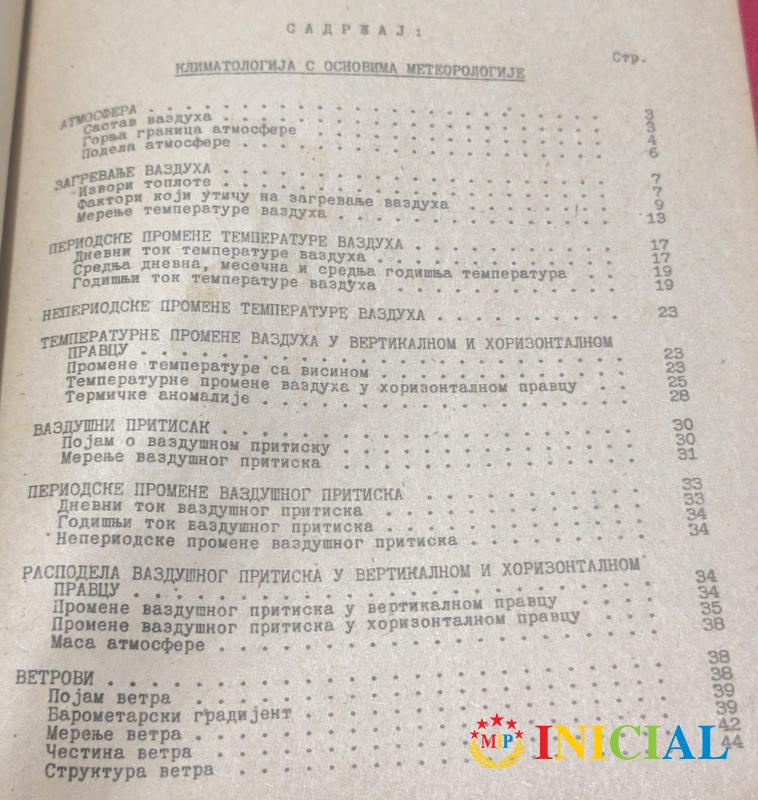 САДРЖАЈ:
Стр.
КЛИМАТОЛОГИЈА С ОСНОВИМА МЕТЕОРОЛОГИЈЕ
АТМОСФЕРА . . . . . . . . . . . . . . . . 3
Састав ваздуха . . . . . . . . . . . . . . . . 3
Горња граница атмосфере . . . . . . . . . . . . 4
Подела атмосфере . . . . . . . . . . . . . . . 6
ЗАГРЕВАЊЕ ВАЗДУХА . . . . . . . . . . . . . . . 7
Извори топлоте . . . . . . . . . . . . . . . . 7
Фактори који утичу на загревање ваздуха . . . . . 9
Мерење температуре ваздуха . . . . . . . . . . . 13
ПЕРИОДСКЕ ПРОМЕНЕ ТЕМПЕРАТУРЕ ВАЗДУХА . . . . . . 17
Дневни ток температуре ваздуха . . . . . . . . . 17
Средња дневна, месечна и средња годишња температура . . 19
Годишњи ток температуре ваздуха . . . . . . . . . 19
НЕПЕРИОДСКЕ ПРОМЕНЕ ТЕМПЕРАТУРЕ ВАЗДУХА . . . . . . 23
ТЕМПЕРАТУРНЕ ПРОМЕНЕ ВАЗДУХА У ВЕРТИКАЛНОМ И ХОРИЗОНТАЛНОМ
ПРАВЦУ . . . . . . . . . . . . . . . . . . . 23
Промене температуре са висином . . . . . . . . . 23
Температурне промене ваздуха у хоризонталном правцу . . 25
Термичке аномалије . . . . . . . . . . . . . . 28
ВАЗДУШНИ ПРИТИСАК . . . . . . . . . . . . . . . 30
Појам о ваздушном притиску . . . . . . . . . . . 30
Мерење ваздушног притиска . . . . . . . . . . . 31
ПЕРИОДСКЕ ПРОМЕНЕ ВАЗДУШНОГ ПРИТИСКА . . . . . . . 33
Дневни ток ваздушног притиска . . . . . . . . . . 33
Годишњи ток ваздушног притиска . . . . . . . . . 34
Непериодске промене ваздушног притиска . . . . . . 34
РАСПОДЕЛА ВАЗДУШНОГ ПРИТИСКА У ВЕРТИКАЛНОМ И ХОРИЗОНТАЛНОМ
ПРАВЦУ . . . . . . . . . . . . . . . . . . . 34
Промене ваздушног притиска у вертикалном правцу . . . 34
Промене ваздушног притиска у хоризонталном правцу . . 35
Маса атмосфере . . . . . . . . . . . . . . . . 38
ВЕТРОВИ . . . . . . . . . . . . . . . . . . . 38
Појам ветра . . . . . . . . . . . . . . . . . 38
Барометарски градијент . . . . . . . . . . . . . 39
Мерење ветра . . . . . . . . . . . . . . . . . 39
Честина ветра . . . . . . . . . . . . . . . . 42
Структура ветра . . . . . . . . . . . . . . . 44
MIP INICIAL